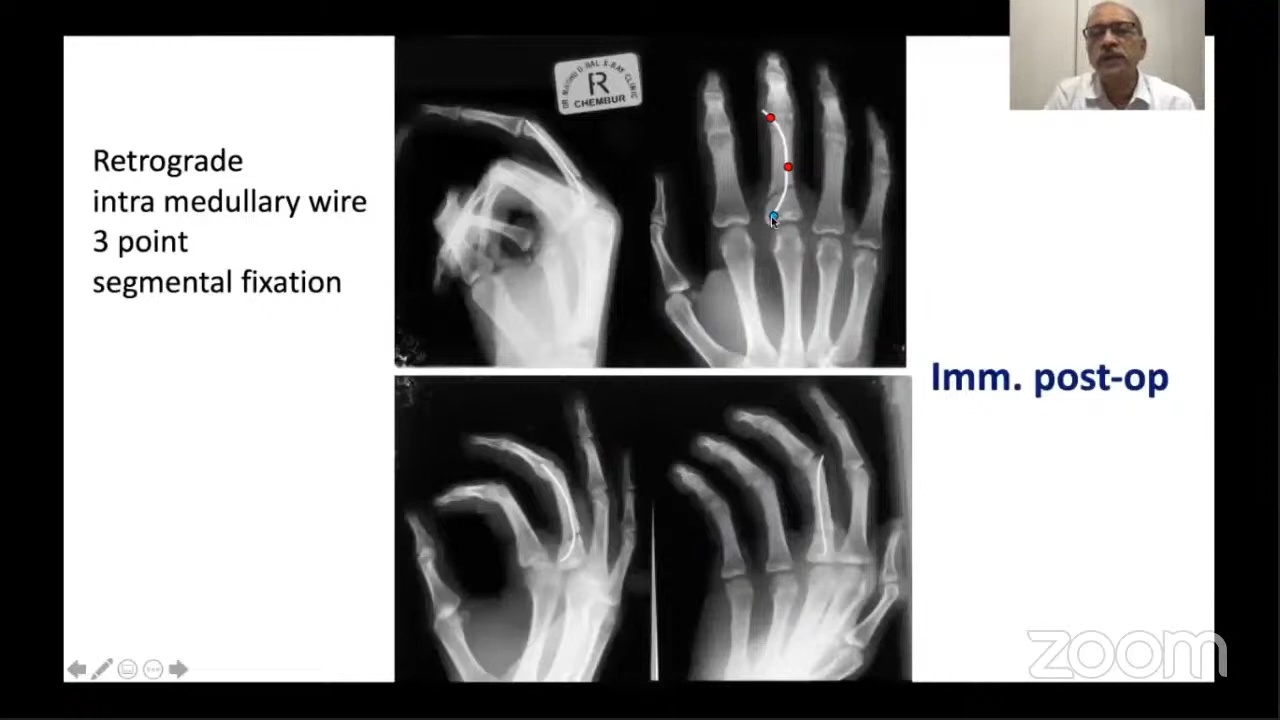 Retrograde
intra medullary wire
3 point
segmental fixation
R
CHEMBUR
Imm. post-op
zoom